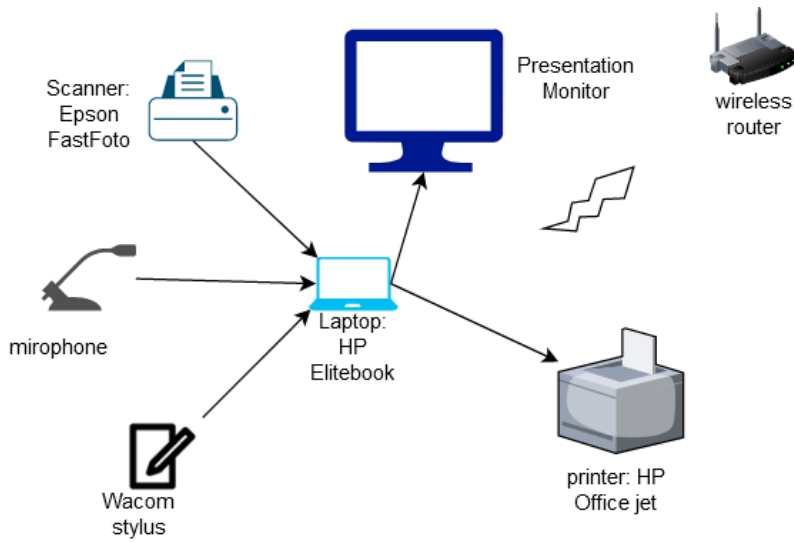 Scanner:
Epson
FastFoto
Presentation
Monitor
wireless
router
mirophone
Laptop:
HP
Elitebook
Wacom
stylus
printer: HP
Office jet